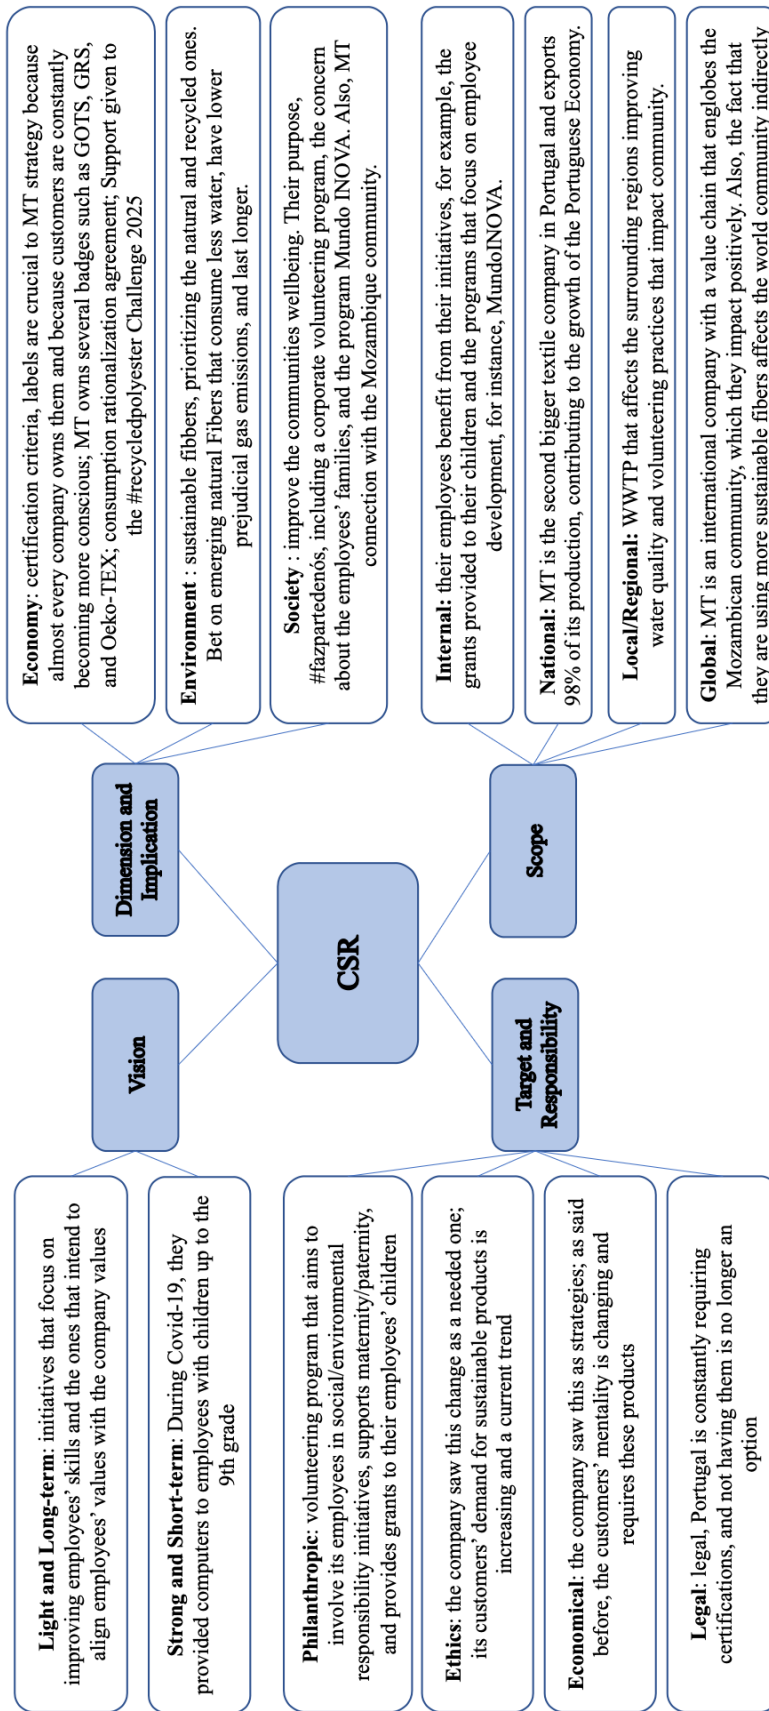 Light and Long-term: initiatives that focus on
improving employees’ skills and the ones that intend to
align employees’ values with the company values
Strong and Short-term: During Covid-19, they
provided computers to employees with children up to the
9th grade
Vision
Dimension and
Implication
Economy: certification criteria, labels are crucial to MT strategy because
almost every company owns them and because customers are constantly
becoming more conscious; MT owns several badges such as GOTS, GRS,
and Oeko-TEX; consumption rationalization agreement; Support given to
the #recycledpolyester Challenge 2025
Environment : sustainable fibbers, prioritizing the natural and recycled ones.
Bet on emerging natural Fibers that consume less water, have lower
prejudicial gas emissions, and last longer.
Society : improve the communities wellbeing. Their purpose,
#fazpartedenós, including a corporate volunteering program, the concern
about the employees’ families, and the program Mundo INOVA. Also, MT
connection with the Mozambique community.
CSR
Philanthropic: volunteering program that aims to
involve its employees in social/environmental
responsibility initiatives, supports maternity/paternity,
and provides grants to their employees’ children
Ethics: the company saw this change as a needed one;
its customers’ demand for sustainable products is
increasing and a current trend
Economical: the company saw this as strategies; as said
before, the customers’ mentality is changing and
requires these products
Legal: legal, Portugal is constantly requiring
certifications, and not having them is no longer an
option
Target and
Responsibility
Scope
Internal: their employees benefit from their initiatives, for example, the
grants provided to their children and the programs that focus on employee
development, for instance, MundoINOVA.
National: MT is the second bigger textile company in Portugal and exports
98% of its production, contributing to the growth of the Portuguese Economy.
Local/Regional: WWTP that affects the surrounding regions improving
water quality and volunteering practices that impact community.
Global: MT is an international company with a value chain that englobes the
Mozambican community, which they impact positively. Also, the fact that
they are using more sustainable fibers affects the world community indirectly